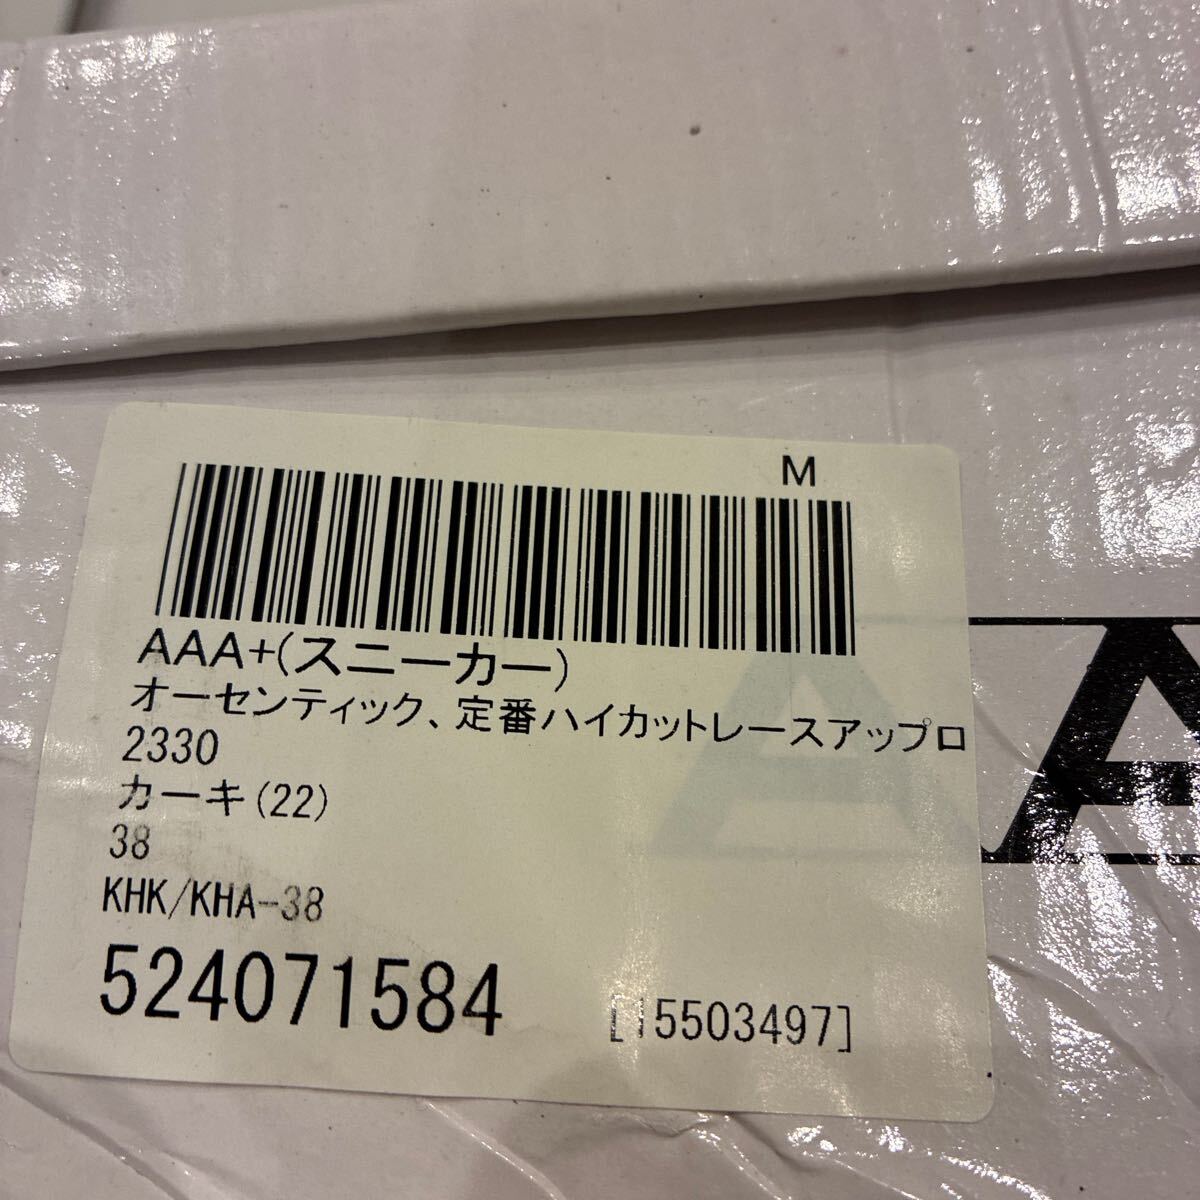 M
AAA+(スニーカー)
オーセンティック、定番ハイカットレースアップロ
2330
カーキ(22)
38
KHK/KHA-38
524071584
[15503497]
A